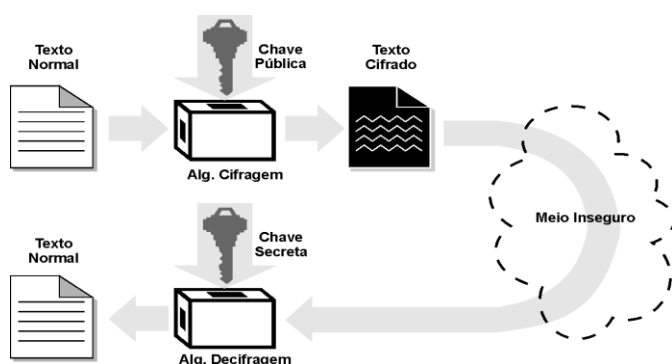 Texto
Normal
Chave
Pública
Texto
Cifrado
Alg. Cifragem
Meio Inseguro
Texto
Normal
Chave
Secreta
Alg. Decifragem